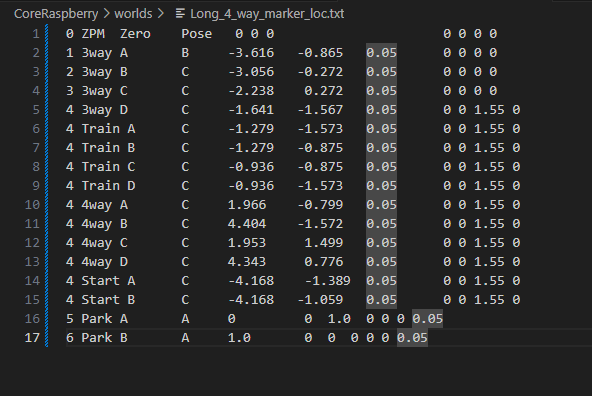 CoreRaspberry > worlds > Long_4_way_marker_loc.txt
1 0 ZPM Zero Pose 0 0 0 0 0 0 0
2 1 3way A B -3.616 -0.865 0.05 0 0 0 0
3 2 3way B C -3.056 -0.272 0.05 0 0 0 0
4 3 3way C C -2.238 0.272 0.05 0 0 0 0
5 4 3way D C -1.641 -1.567 0.05 0 0 1.55 0
6 4 Train A C -1.279 -1.573 0.05 0 0 1.55 0
7 4 Train B C -1.279 -0.875 0.05 0 0 1.55 0
8 4 Train C C -0.936 -0.875 0.05 0 0 1.55 0
9 4 Train D C -0.936 -1.573 0.05 0 0 1.55 0
10 4 4way A C 1.966 -0.799 0.05 0 0 1.55 0
11 4 4way B C 4.404 -1.572 0.05 0 0 1.55 0
12 4 4way C C 1.953 1.499 0.05 0 0 1.55 0
13 4 4way D C 4.343 0.776 0.05 0 0 1.55 0
14 4 Start A C -4.168 -1.389 0.05 0 0 1.55 0
15 4 Start B C -4.168 -1.059 0.05 0 0 1.55 0
16 5 Park A A 0 0 1.0 0 0 0 0.05
17 6 Park B A 1.0 0 0 0 0 0 0.05